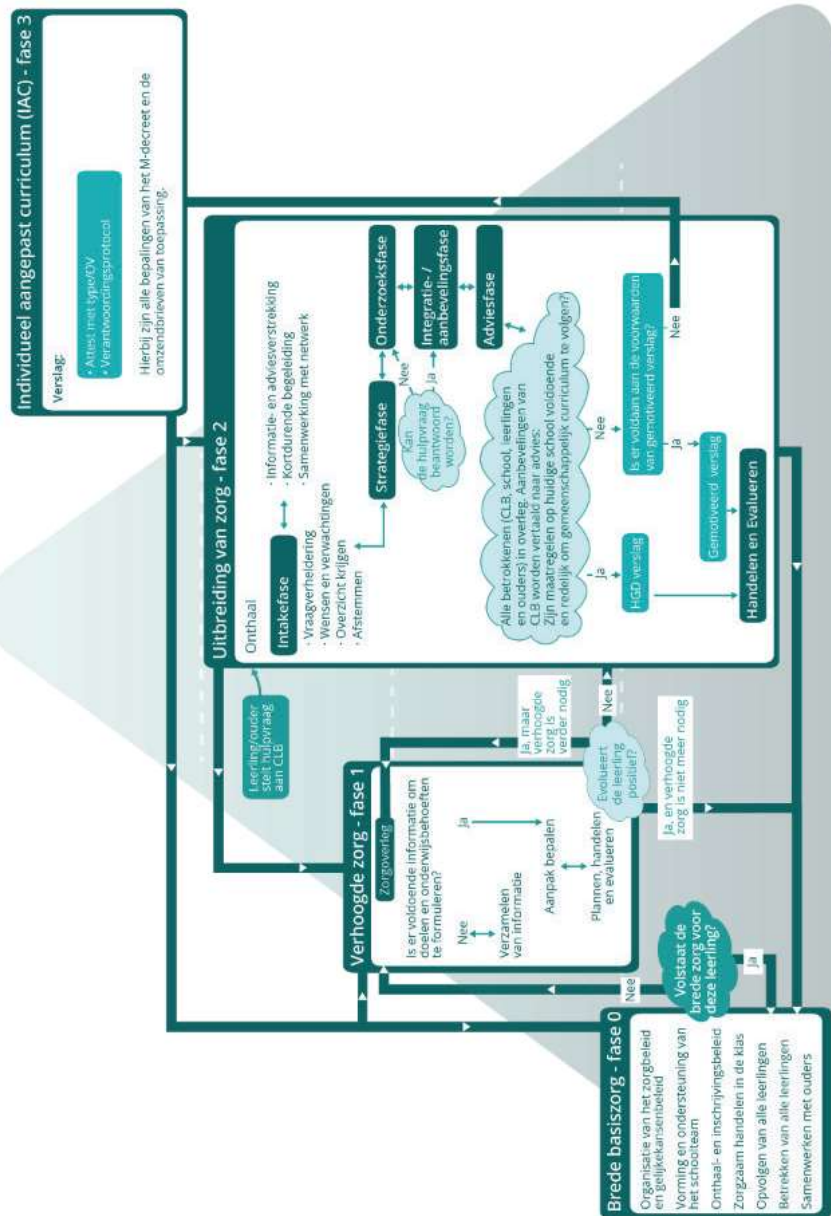 Individueel aangepast curriculum (IAC) - fase 3
Verslag:
• Attest met type/OV
• Verantwoordingsprotocol
Hierbij zijn alle bepalingen van het M-decreet en de
omzendbrieven van toepassing.
Uitbreiding van zorg - fase 2
Leerling/ouder
stelt hulpvraag
aan CLB
Onthaal
Intakefase
· Vraagverheldering
· Wensen en verwachtingen
· Overzicht krijgen
· Afstemmen
· Informatie- en adviesverstrekking
· Kortdurende begeleiding
· Samenwerking met netwerk
Strategiefase
Kan
de hulpvraag
beantwoord
worden?
Nee
Ja
Onderzoeksfase
Integratie- /
aanbevelingsfase
Adviesfase
Alle betrokkenen (CLB, school, leerlingen
en ouders) in overleg. Aanbevelingen van
CLB worden vertaald naar advies:
Zijn maatregelen op huidige school voldoende
en redelijk om gemeenschappelijk curriculum te volgen?
Ja
Nee
HGD verslag
Is er voldaan aan de voorwaarden
van gemotiveerd verslag?
Ja
Nee
Gemotiveerd verslag
Handelen en Evalueren
Verhoogde zorg - fase 1
Zorgoverleg
Is er voldoende informatie om
doelen en onderwijsbehoeften
te formuleren?
Nee
Ja
Verzamelen
van informatie
Aanpak bepalen
Plannen, handelen
en evalueren
Ja, maar
verhoogde
zorg is
verder nodig
Evolueert
de leerling
positief?
Nee
Ja, en verhoogde
zorg is niet meer nodig
Brede basiszorg - fase 0
Organisatie van het zorgbeleid
en gelijkekansenbeleid
Vorming en ondersteuning van
het schoolteam
Onthaal- en inschrijvingsbeleid
Zorgzaam handelen in de klas
Opvolgen van alle leerlingen
Betrekken van alle leerlingen
Samenwerken met ouders
Nee
Volstaat de
brede zorg voor
deze leerling?
Ja